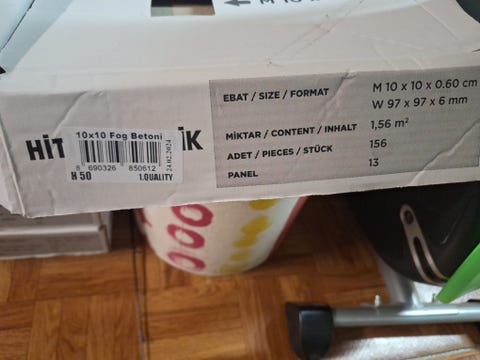 EBAT / SIZE / FORMAT
M 10 x 10 x 0.60 cm
W 97 x 97 x 6 mm
MİKTAR / CONTENT / INHALT
1,56 m²
ADET / PIECES / STÜCK
156
PANEL
13
10x10 Fog Betoni
8 690326 850612
24.02.2024
H 50
1.QUALITY
HİT
İK